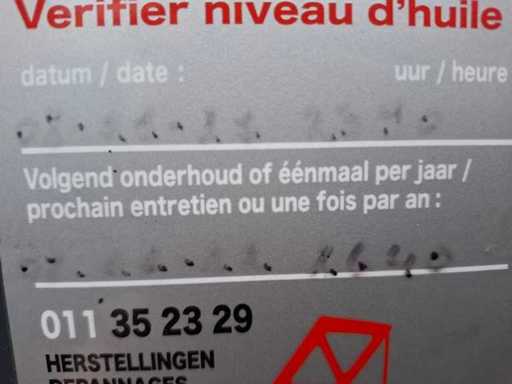 Verifier niveau d'huile
datum / date : uur / heure
Volgend onderhoud of éénmaal per jaar /
prochain entretien ou une fois par an :
011 35 23 29
HERSTELLINGEN
DEPANNAGES